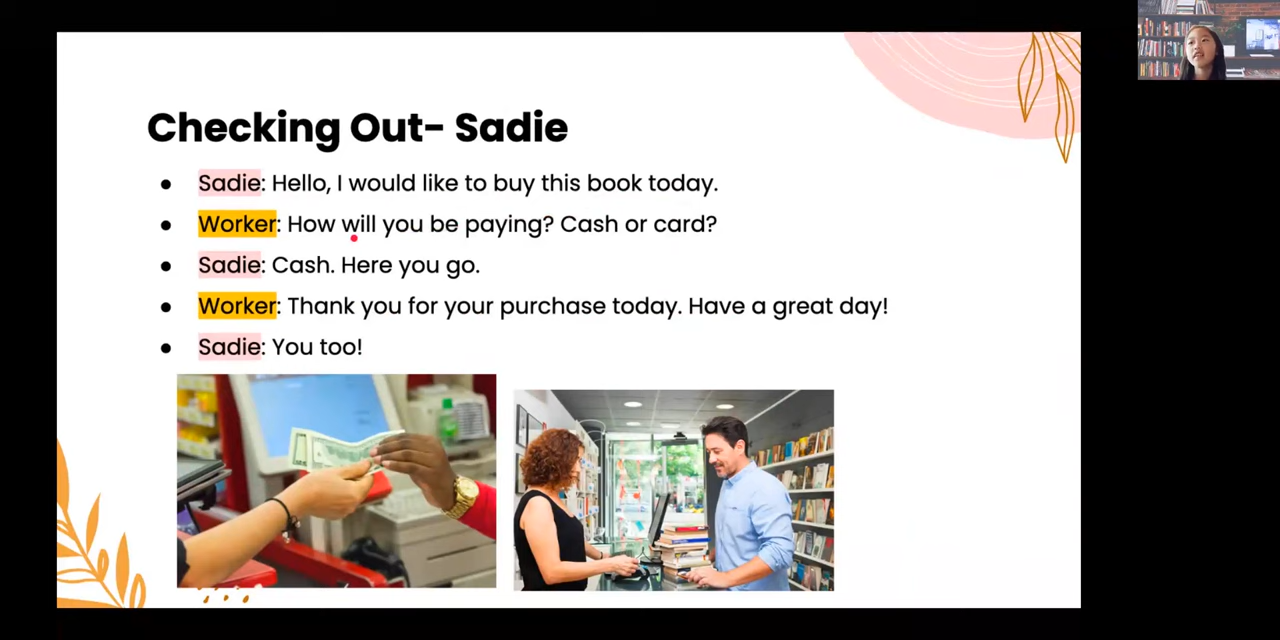 Checking Out- Sadie
● Sadie: Hello, I would like to buy this book today.
● Worker: How will you be paying? Cash or card?
● Sadie: Cash. Here you go.
● Worker: Thank you for your purchase today. Have a great day!
● Sadie: You too!